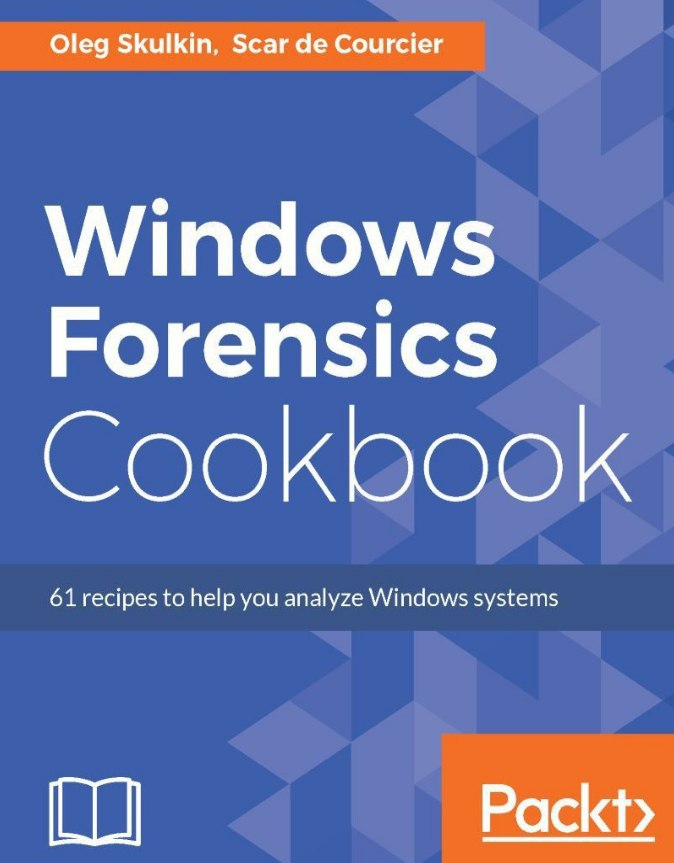 Oleg Skulkin, Scar de Courcier
Windows
Forensics
Cookbook
61 recipes to help you analyze Windows systems
Packt>